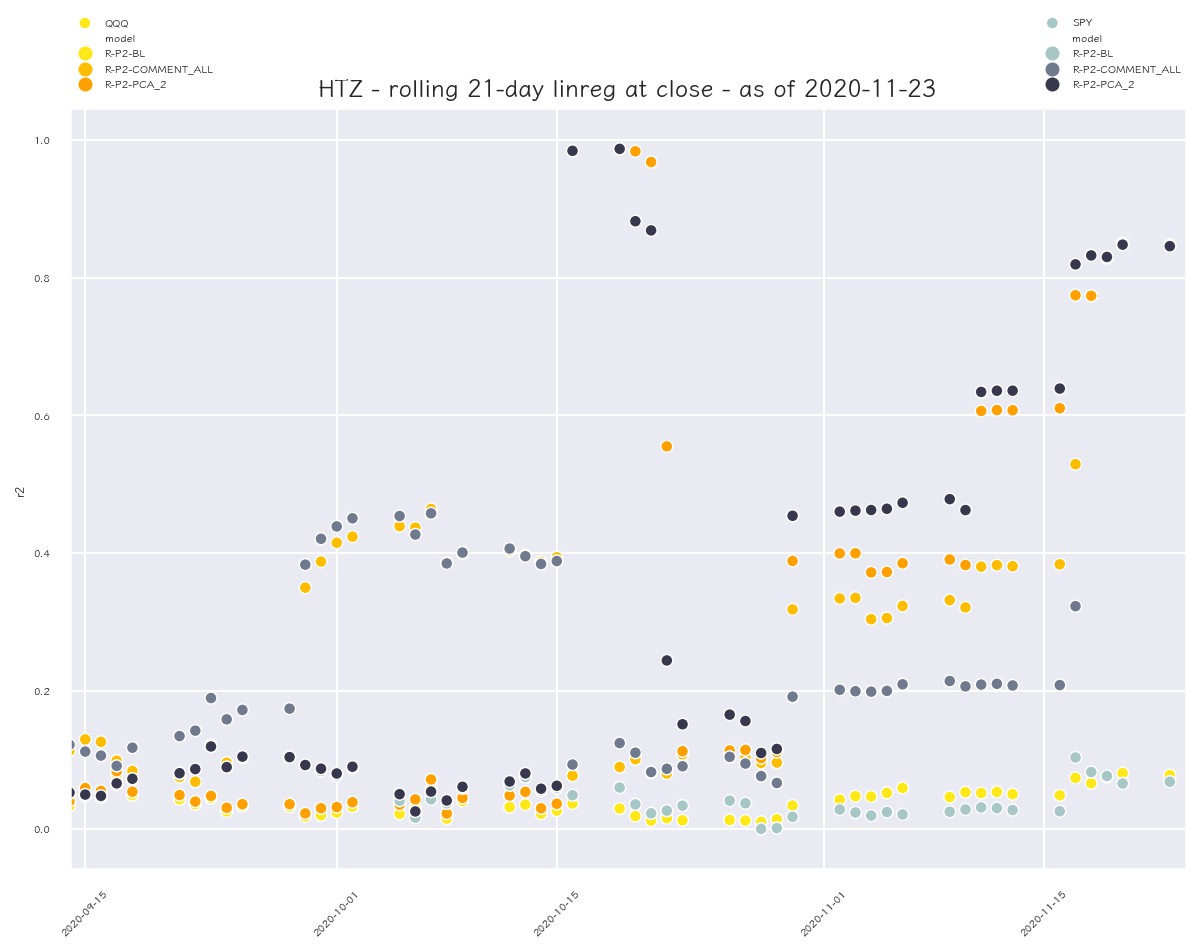 QQQ
model
R-P2-BL
R-P2-COMMENT_ALL
R-P2-PCA_2
SPY
model
R-P2-BL
R-P2-COMMENT_ALL
R-P2-PCA_2
HTZ - rolling 21-day linreg at close - as of 2020-11-23
1.0
0.8
0.6
0.4
0.2
0.0
r2
2020-09-15
2020-10-01
2020-10-15
2020-11-01
2020-11-15